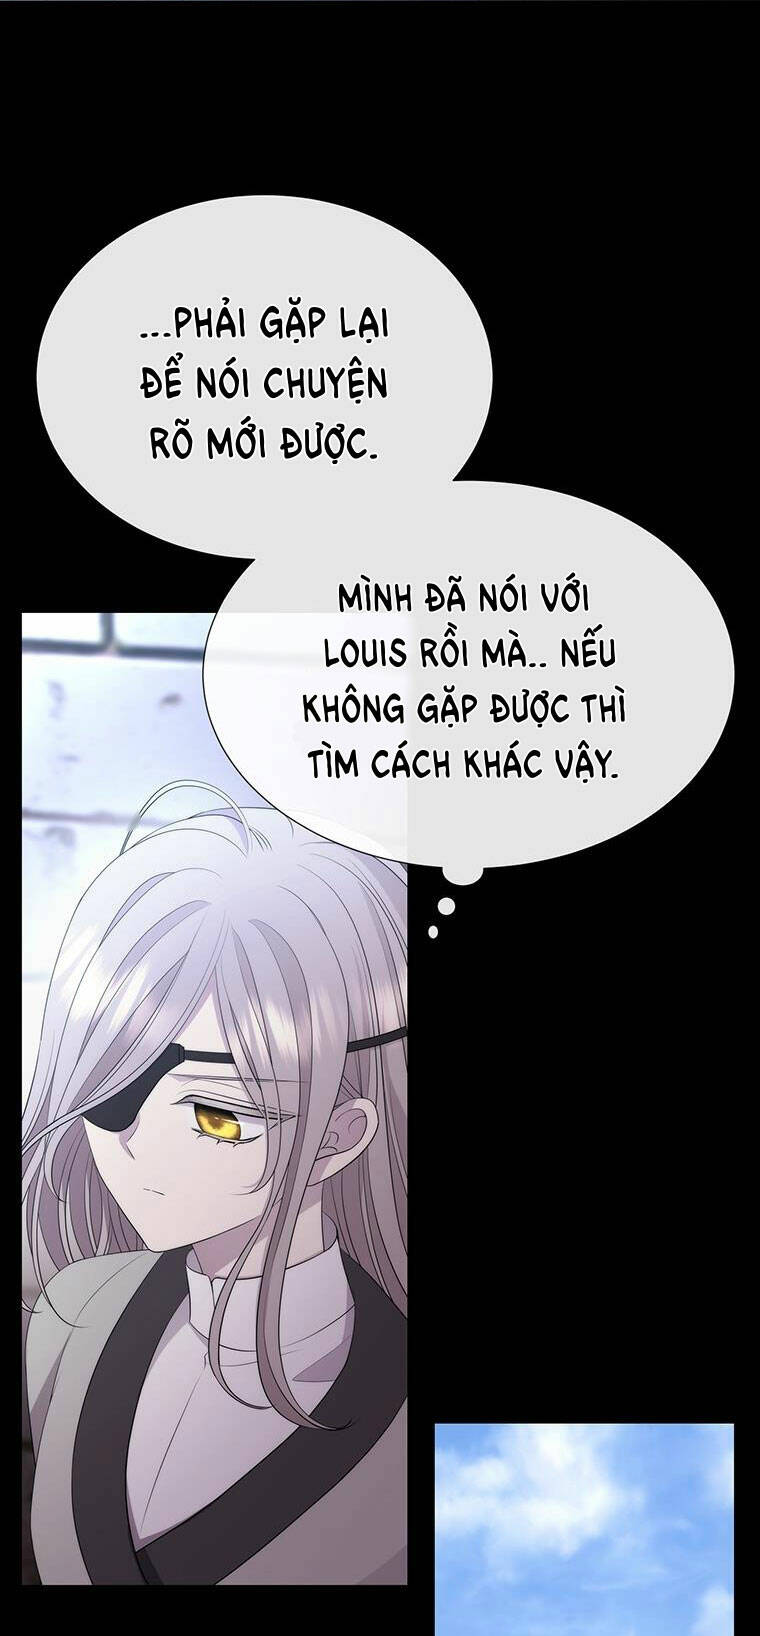 ...PHẢI GẶP LẠI
ĐỂ NÓI CHUYỆN
RÕ MỚI ĐƯỢC.
MÌNH ĐÃ NÓI VỚI
LOUIS RỒI MÀ.. NẾU
KHÔNG GẶP ĐƯỢC THÌ
TÌM CÁCH KHÁC VẬY.